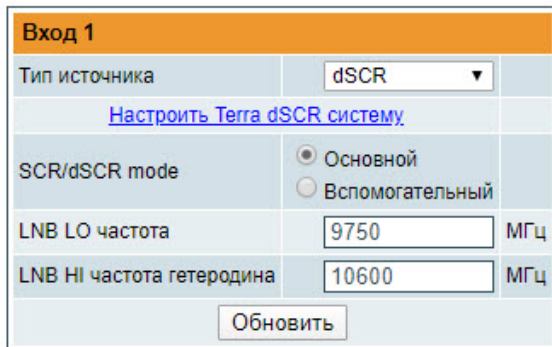 Вход 1
Тип источника dSCR
Настроить Terra dSCR систему
SCR/dSCR mode Основной
Вспомогательный
LNB LO частота 9750 МГц
LNB HI частота гетеродина 10600 МГц
Обновить